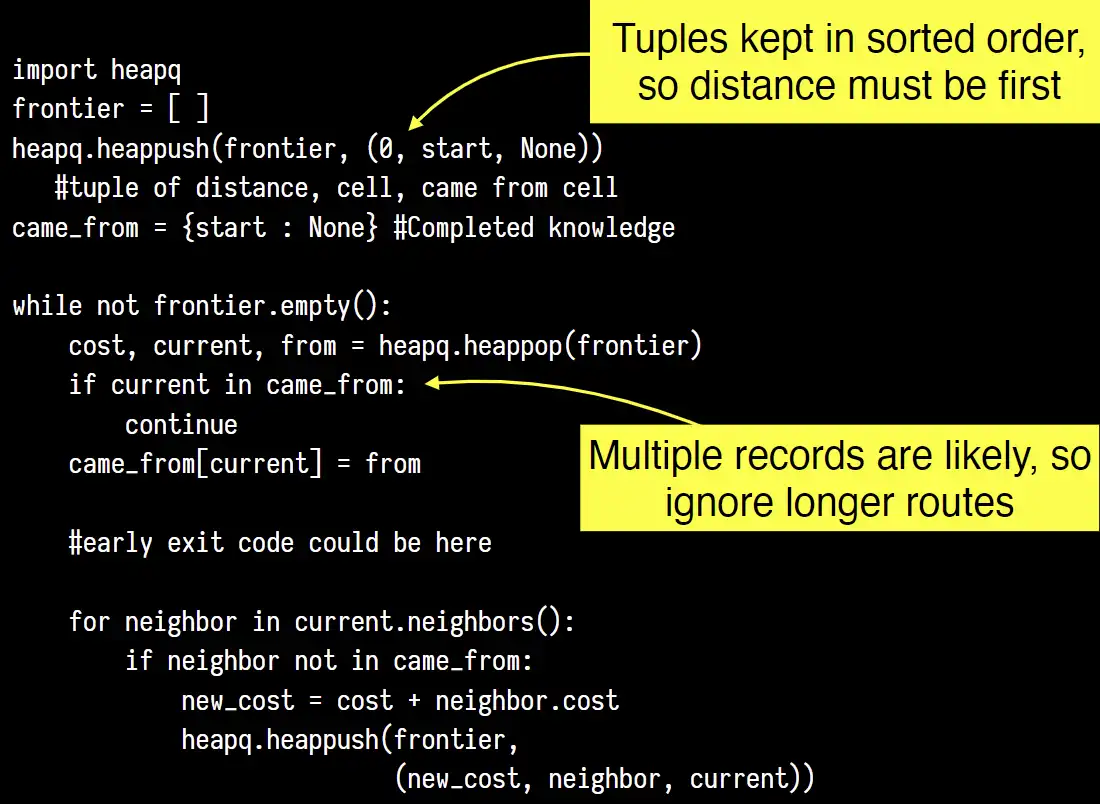 Tuples kept in sorted order,
so distance must be first
import heapq
frontier = [ ]
heapq.heappush(frontier, (0, start, None))
   #tuple of distance, cell, came from cell
came_from = {start : None} #Completed knowledge

while not frontier.empty():
    cost, current, from = heapq.heappop(frontier)
    if current in came_from:
        continue
    came_from[current] = from
Multiple records are likely, so
ignore longer routes

    #early exit code could be here

    for neighbor in current.neighbors():
        if neighbor not in came_from:
            new_cost = cost + neighbor.cost
            heapq.heappush(frontier,
                           (new_cost, neighbor, current))